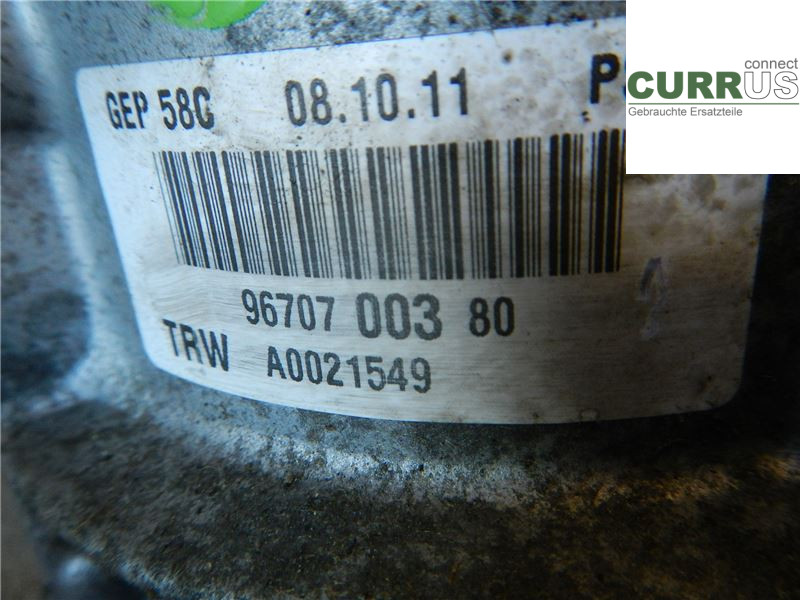 GEP 58C 08.10.11
connect
CURRUS
Gebrauchte Ersatzteile
96707 003 80
TRW A0021549